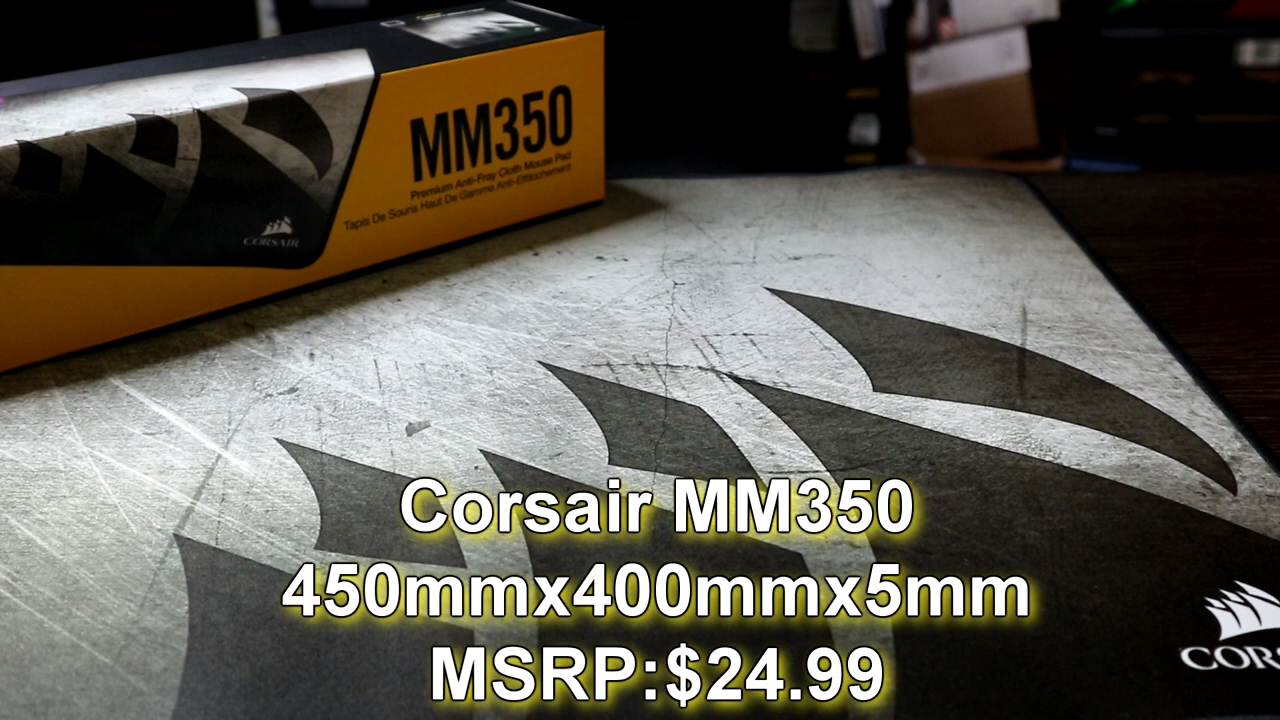 MM350
Premium Anti-Fray Cloth Mouse Pad
Tapis De Souris Haut De Gamme Anti-Effilochement
CORSAIR
Corsair MM350
450mmx400mmx5mm
MSRP:$24.99
COR